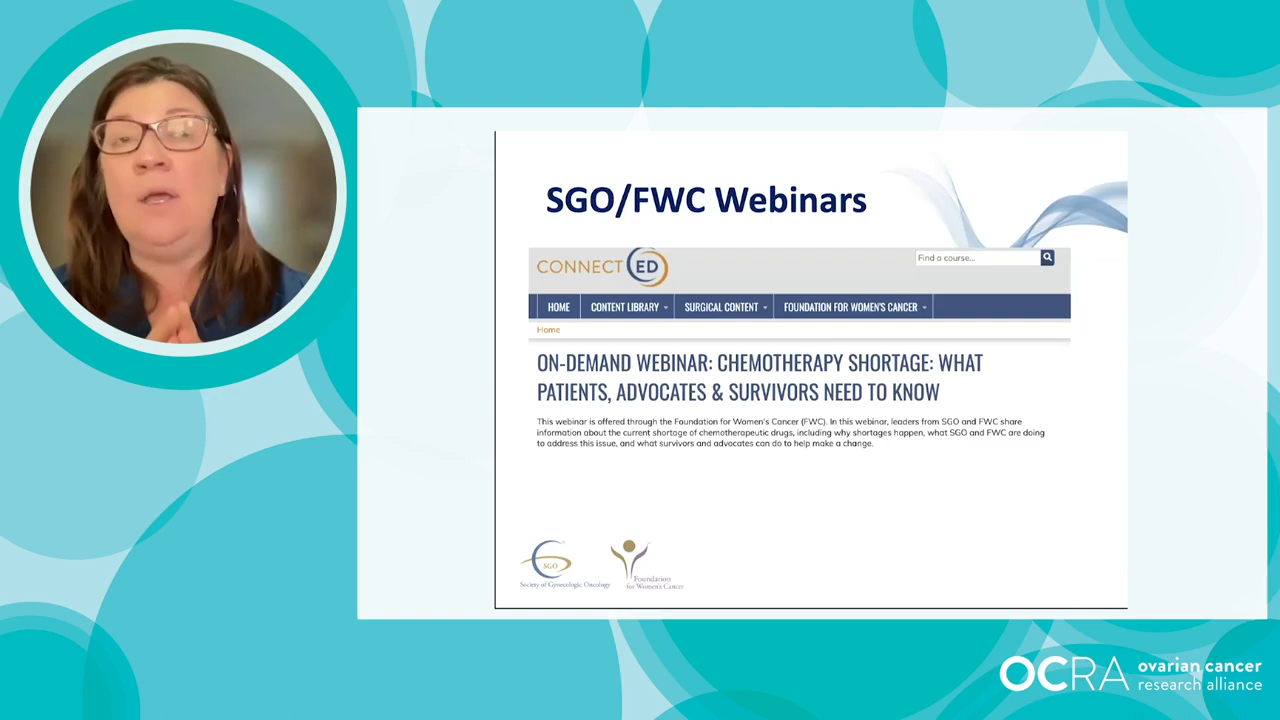 SGO/FWC Webinars
CONNECT ED
Find a course...
HOME
CONTENT LIBRARY
SURGICAL CONTENT
FOUNDATION FOR WOMEN'S CANCER
Home
ON-DEMAND WEBINAR: CHEMOTHERAPY SHORTAGE: WHAT
PATIENTS, ADVOCATES & SURVIVORS NEED TO KNOW
This webinar is offered through the Foundation for Women's Cancer (FWC). In this webinar, leaders from SGO and FWC share
information about the current shortage of chemotherapeutic drugs, including why shortages happen, what SGO and FWC are doing
to address this issue, and what survivors and advocates can do to help make a change.
SGO
Society of Gynecologic Oncology
Foundation
for Women's Cancer
OCRA
ovarian cancer
research alliance